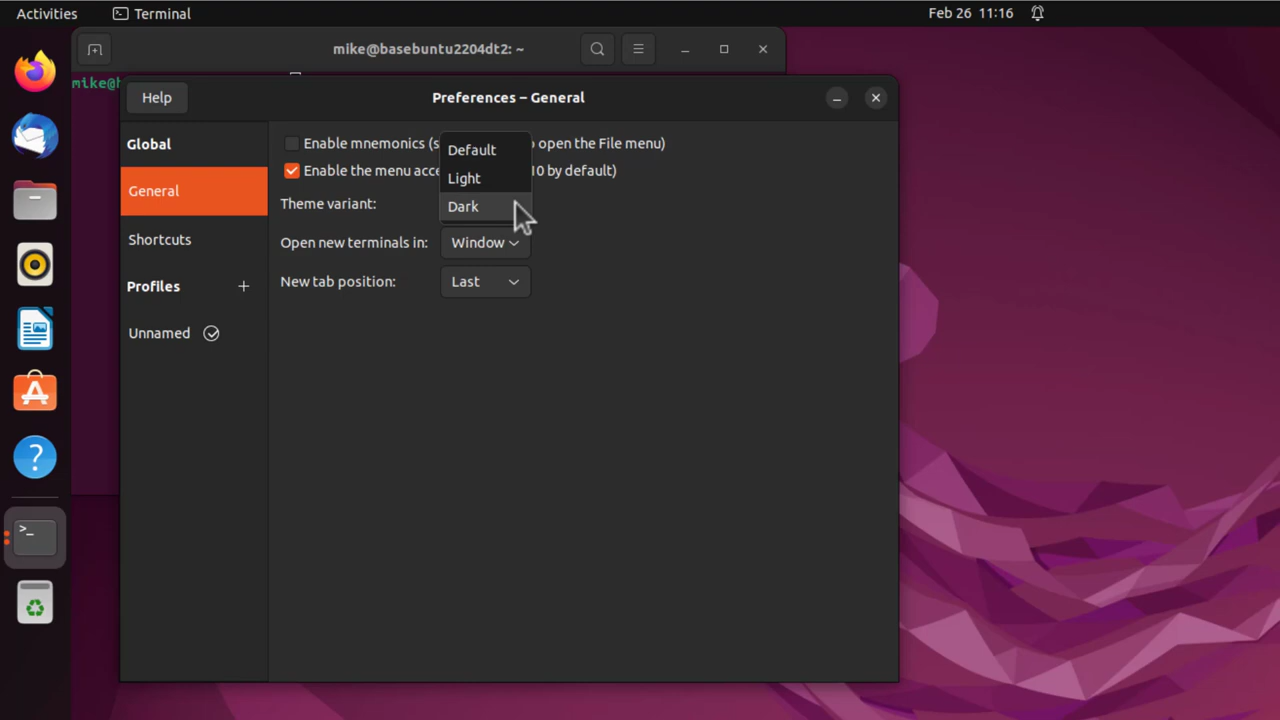 Activities
Terminal
Feb 26 11:16
mike@basebuntu2204dt2: ~
mike@
Help
Preferences – General
Global
General
Shortcuts
Profiles
Unnamed
Enable mnemonics (s
o open the File menu)
Enable the menu acce
10 by default)
Theme variant:
Default
Light
Dark
Open new terminals in:
Window
New tab position:
Last